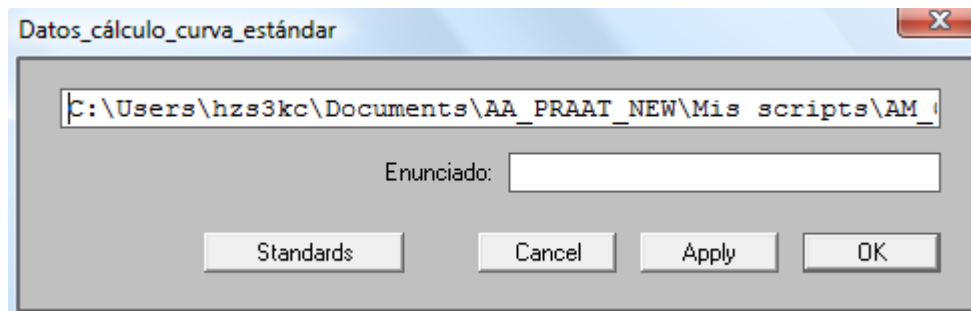 Datos_cálculo_curva_estándar
C:\Users\hzs3kc\Documents\AA_PRAAT_NEW\Mis scripts\AM_
Enunciado:
Standards Cancel Apply OK